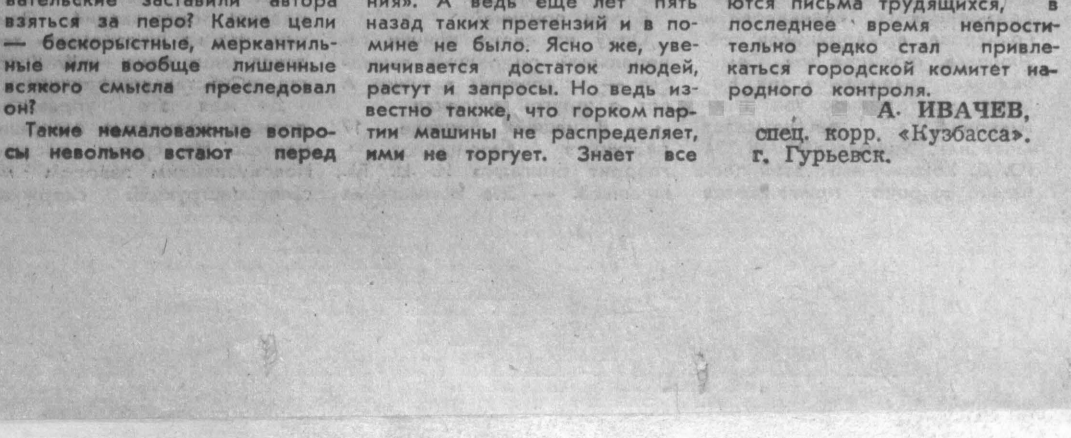 вательские заставили автора
взяться за перо? Какие цели
— бескорыстные, меркантиль-
ные или вообще лишенные
всякого смысла преследовал
он?
Такие немаловажные вопро-
сы невольно встают перед
ния». А ведь еще лет пять
назад таких претензий и в по-
мине не было. Ясно же, уве-
личивается достаток людей,
растут и запросы. Но ведь из-
вестно также, что горком пар-
тии машины не распределяет,
ими не торгует. Знает все
ются письма трудящихся, в
последнее время непрости-
тельно редко стал привле-
каться городской комитет на-
родного контроля.
А. ИВАЧЕВ,
спец. корр. «Кузбасса».
г. Гурьевск.